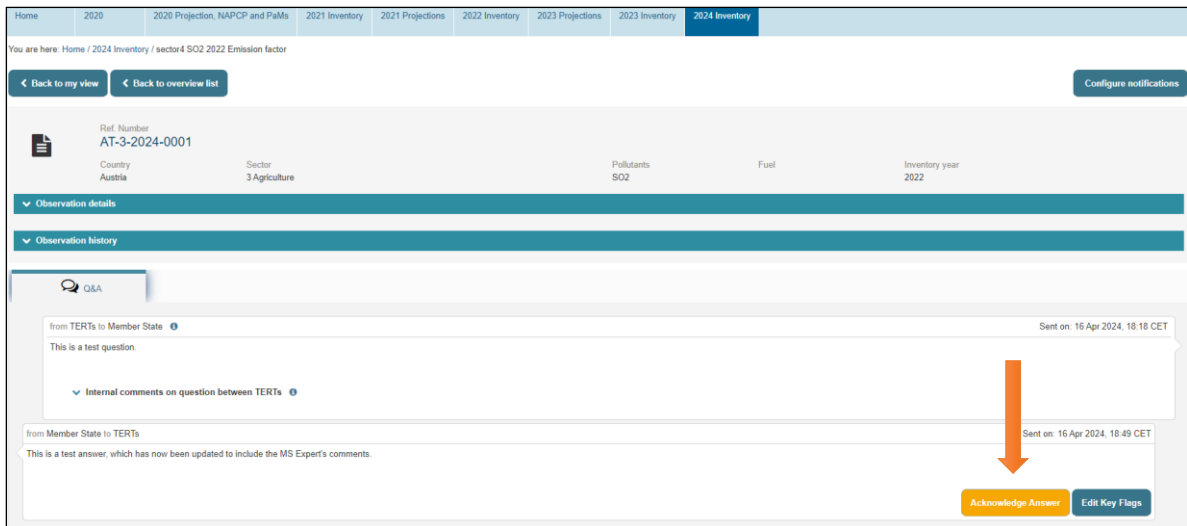 Home 2020 2020 Projection, NAPCP and PaMs 2021 Inventory 2021 Projections 2022 Inventory 2023 Projections 2023 Inventory 2024 Inventory
You are here: Home / 2024 Inventory / sector4 SO2 2022 Emission factor
Back to my view Back to overview list Configure notifications
Ref. Number
AT-3-2024-0001
Country Sector Pollutants Fuel Inventory year
Austria 3 Agriculture SO2 2022
Observation details
Observation history
Q&A
from TERTs to Member State Sent on: 16 Apr 2024, 18:18 CET
This is a test question.
Internal comments on question between TERTs
from Member State to TERTs Sent on: 16 Apr 2024, 18:49 CET
This is a test answer, which has now been updated to include the MS Expert's comments.
Acknowledge Answer Edit Key Flags